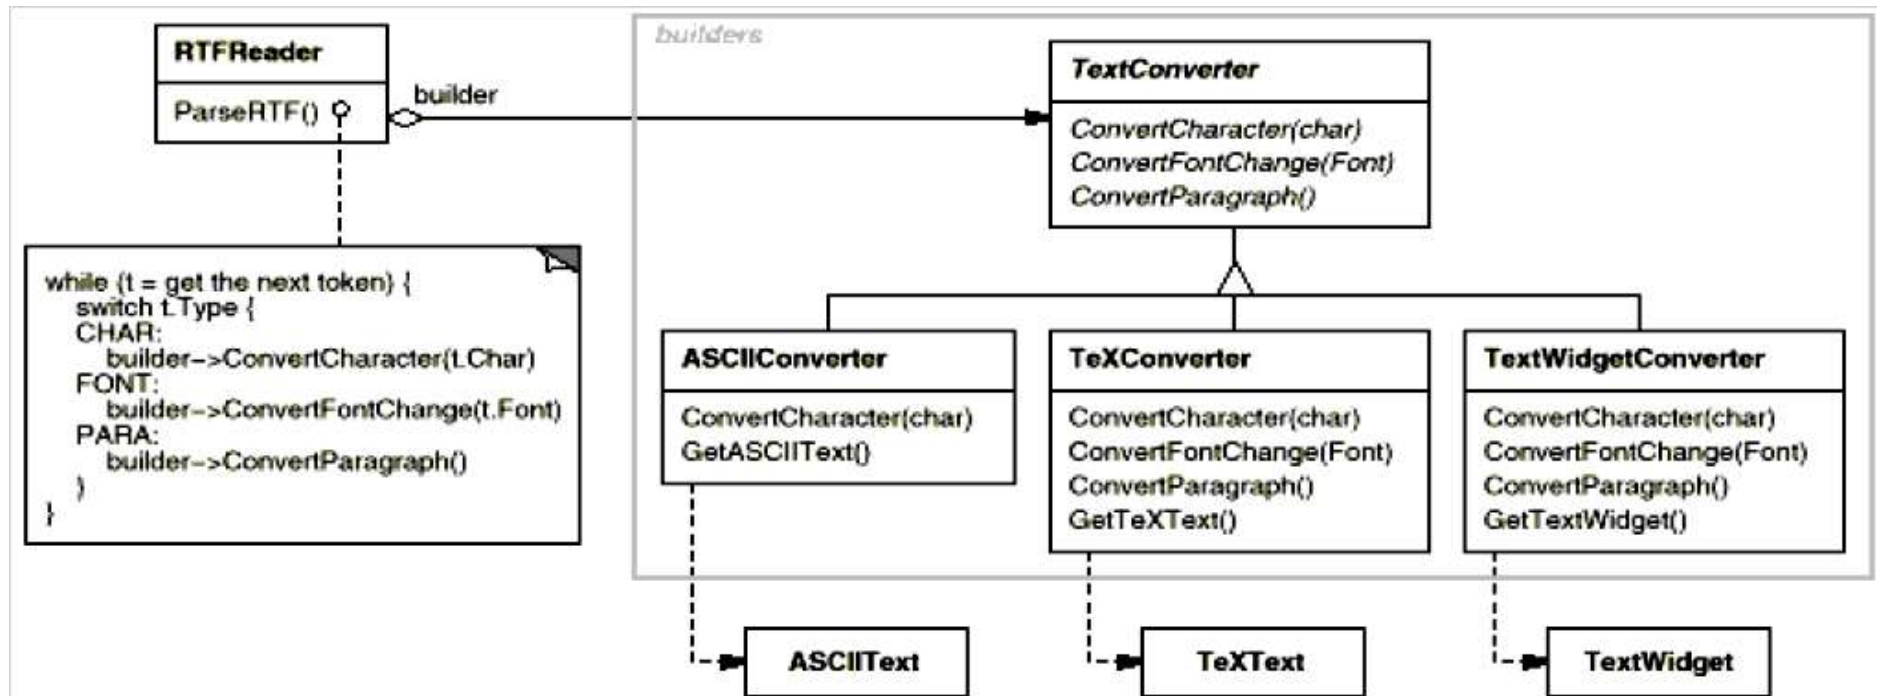 RTFReader
ParseRTF()
builder
builders
TextConverter
ConvertCharacter(char)
ConvertFontChange(Font)
ConvertParagraph()
while (t = get the next token) {
switch t.Type {
CHAR:
builder->ConvertCharacter(t.Char)
FONT:
builder->ConvertFontChange(t.Font)
PARA:
builder->ConvertParagraph()
}
}
ASCIIConverter
ConvertCharacter(char)
GetASCIIText()
TeXConverter
ConvertCharacter(char)
ConvertFontChange(Font)
ConvertParagraph()
GetTeXText()
TextWidgetConverter
ConvertCharacter(char)
ConvertFontChange(Font)
ConvertParagraph()
GetTextWidget()
ASCIIText
TeXText
TextWidget